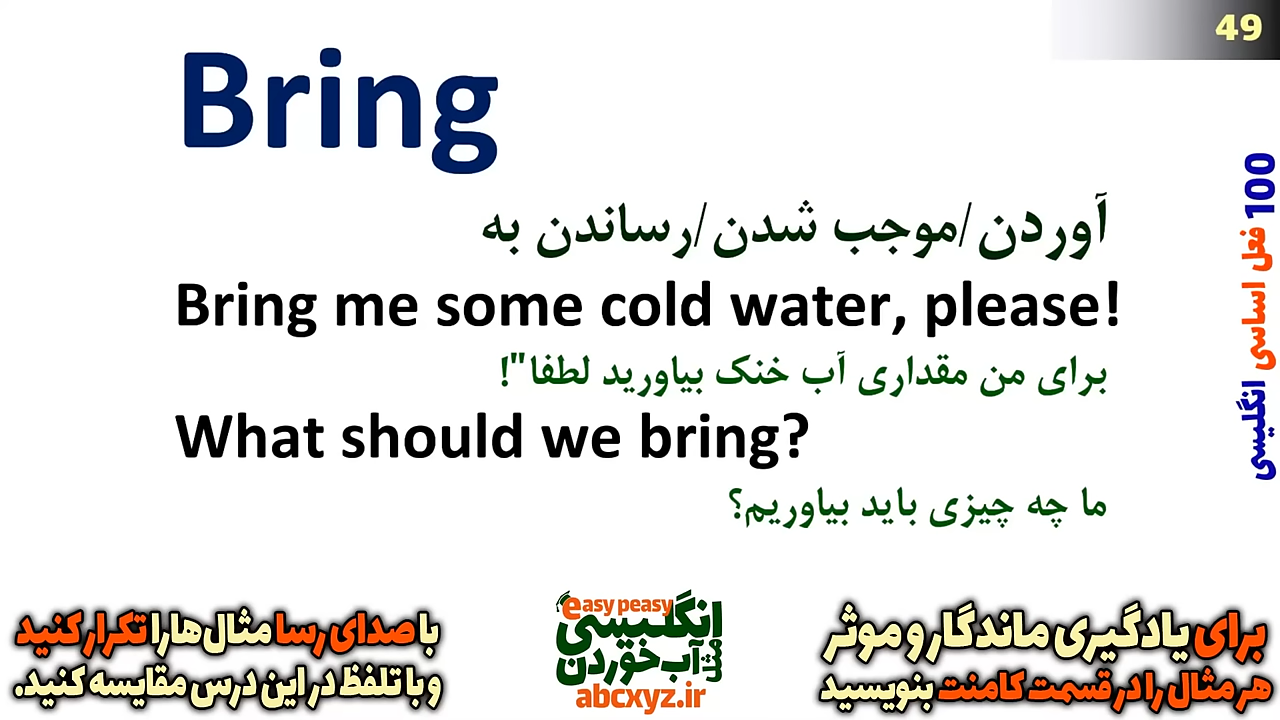 49
Bring
آوردن/موجب شدن/رساندن به
Bring me some cold water, please!
برای من مقداری آب خنک بیاورید لطفا"!
What should we bring?
ما چه چیزی باید بیاوریم؟
100 فعل اساسی انگلیسی
برای یادگیری ماندگار و موثر
هر مثال را در قسمت کامنت بنویسید
easy peasy
انگلیسی
مثل آب خوردن
abcxyz.ir
با صدای رسا مثال‌ها را تکرار کنید
و با تلفظ در این درس مقایسه کنید.